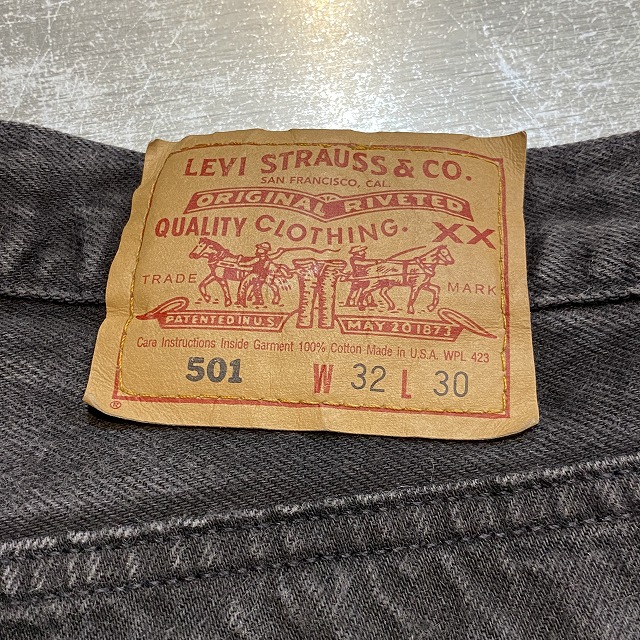 LEVI STRAUSS & CO.
SAN FRANCISCO, CAL.
ORIGINAL RIVETED
QUALITY CLOTHING. XX
TRADE MARK
PATENTED IN U.S. MAY 20 1873
Care Instructions Inside Garment 100% Cotton Made in U.S.A. WPL 423
501 W 32 L 30
®